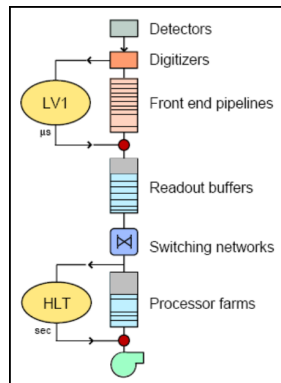 Detectors
Digitizers
LV1
µs
Front end pipelines
Readout buffers
Switching networks
HLT
sec
Processor farms